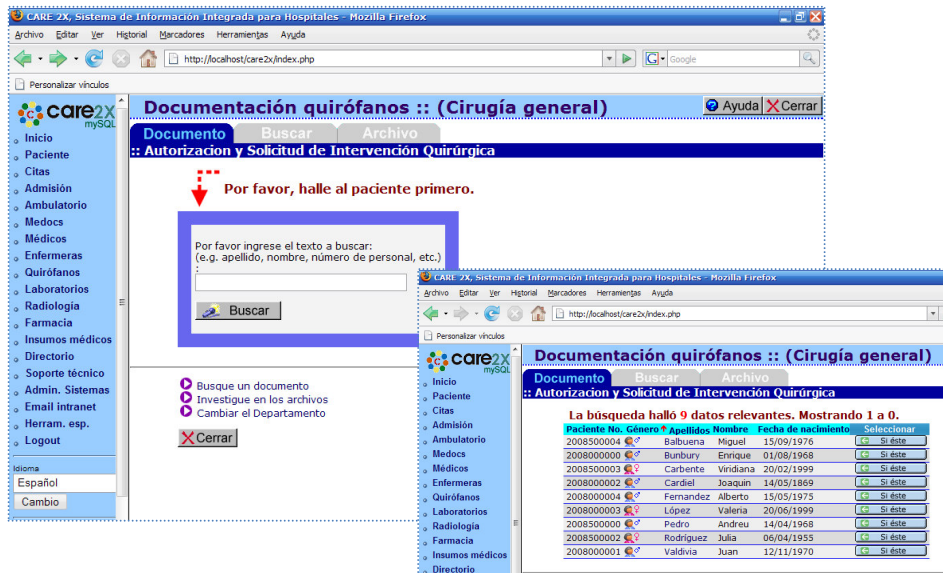 CARE 2X, Sistema de Información Integrada para Hospitales - Mozilla Firefox
Archivo Editar Ver Historial Marcadores Herramientas Ayuda
http://localhost/care2x/index.php
Google
Personalizar vínculos
care2x
mySQL
Inicio
Paciente
Citas
Admisión
Ambulatorio
Medocs
Médicos
Enfermeras
Quirófanos
Laboratorios
Radiología
Farmacia
Insumos médicos
Directorio
Soporte técnico
Admin. Sistemas
Email intranet
Herram. esp.
Logout
Idioma
Español
Cambio
Documentación quirófanos :: (Cirugía general)
Ayuda Cerrar
Documento Buscar Archivo
:: Autorizacion y Solicitud de Intervención Quirúrgica
Por favor, halle al paciente primero.
Por favor ingrese el texto a buscar:
(e.g. apellido, nombre, número de personal, etc.)
:
Buscar
Busque un documento
Investigue en los archivos
Cambiar el Departamento
Cerrar
CARE 2X, Sistema de Información Integrada para Hospitales - Mozilla Firefox
Archivo Editar Ver Historial Marcadores Herramientas Ayuda
http://localhost/care2x/index.php
Personalizar vínculos
care2x
mySQL
Inicio
Paciente
Citas
Admisión
Ambulatorio
Medocs
Médicos
Enfermeras
Quirófanos
Laboratorios
Radiología
Farmacia
Insumos médicos
Directorio
Documentación quirófanos :: (Cirugía general)
Documento Buscar Archivo
:: Autorizacion y Solicitud de Intervención Quirúrgica
La búsqueda halló 9 datos relevantes. Mostrando 1 a 0.
Paciente No. Género Apellidos Nombre Fecha de nacimiento Seleccionar
2008500004 Balbuena Miguel 15/09/1976 Si éste
2008000000 Bunbury Enrique 01/08/1968 Si éste
2008500003 Carbente Viridiana 20/02/1999 Si éste
2008000002 Cardiel Joaquin 14/05/1869 Si éste
2008000004 Fernandez Alberto 15/05/1975 Si éste
2008000003 López Valeria 20/06/1999 Si éste
2008500000 Pedro Andreu 14/04/1968 Si éste
2008500002 Rodríguez Julia 06/04/1955 Si éste
2008000001 Valdivia Juan 12/11/1970 Si éste